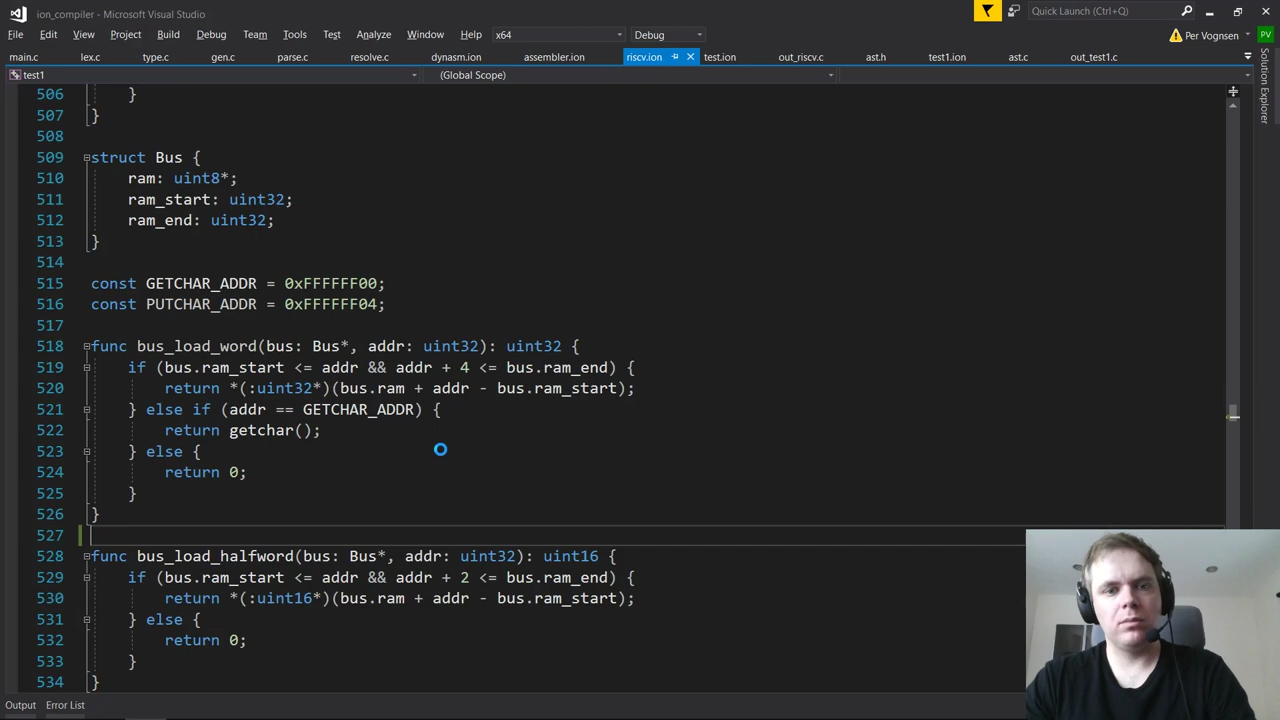 ion_compiler - Microsoft Visual Studio
Quick Launch (Ctrl+Q)
File Edit View Project Build Debug Team Tools Test Analyze Window Help x64 Debug
Per Vognsen PV
main.c lex.c type.c gen.c parse.c resolve.c dynasm.ion assembler.ion riscv.ion test.ion out_riscv.c ast.h test1.ion ast.c out_test1.c
test1 (Global Scope)
Solution Explorer
506 }
507 }
508
509 struct Bus {
510 ram: uint8*;
511 ram_start: uint32;
512 ram_end: uint32;
513 }
514
515 const GETCHAR_ADDR = 0xFFFFFF00;
516 const PUTCHAR_ADDR = 0xFFFFFF04;
517
518 func bus_load_word(bus: Bus*, addr: uint32): uint32 {
519 if (bus.ram_start <= addr && addr + 4 <= bus.ram_end) {
520 return *(:uint32*)(bus.ram + addr - bus.ram_start);
521 } else if (addr == GETCHAR_ADDR) {
522 return getchar();
523 } else {
524 return 0;
525 }
526 }
527
528 func bus_load_halfword(bus: Bus*, addr: uint32): uint16 {
529 if (bus.ram_start <= addr && addr + 2 <= bus.ram_end) {
530 return *(:uint16*)(bus.ram + addr - bus.ram_start);
531 } else {
532 return 0;
533 }
534 }
Output Error List